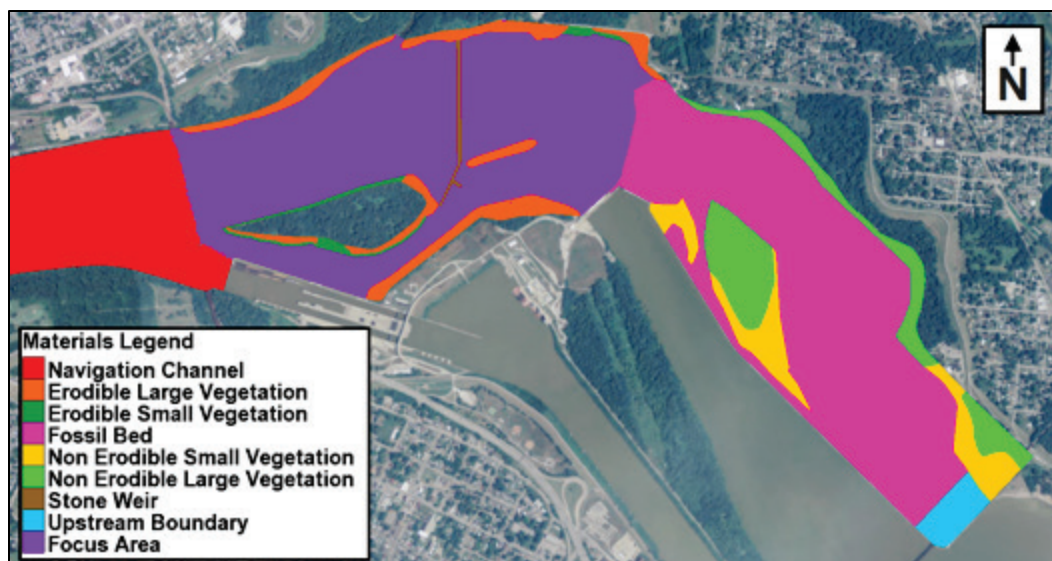 N
Materials Legend
Navigation Channel
Erodible Large Vegetation
Erodible Small Vegetation
Fossil Bed
Non Erodible Small Vegetation
Non Erodible Large Vegetation
Stone Weir
Upstream Boundary
Focus Area